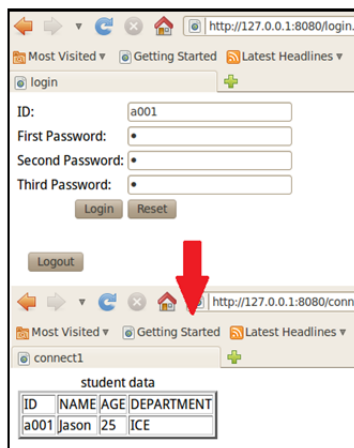 http://127.0.0.1:8080/login.
Most Visited Getting Started Latest Headlines
login
ID: a001
First Password:
Second Password:
Third Password:
Login Reset
Logout
http://127.0.0.1:8080/conn
Most Visited Getting Started Latest Headlines
connect1
student data
ID NAME AGE DEPARTMENT
a001 Jason 25 ICE